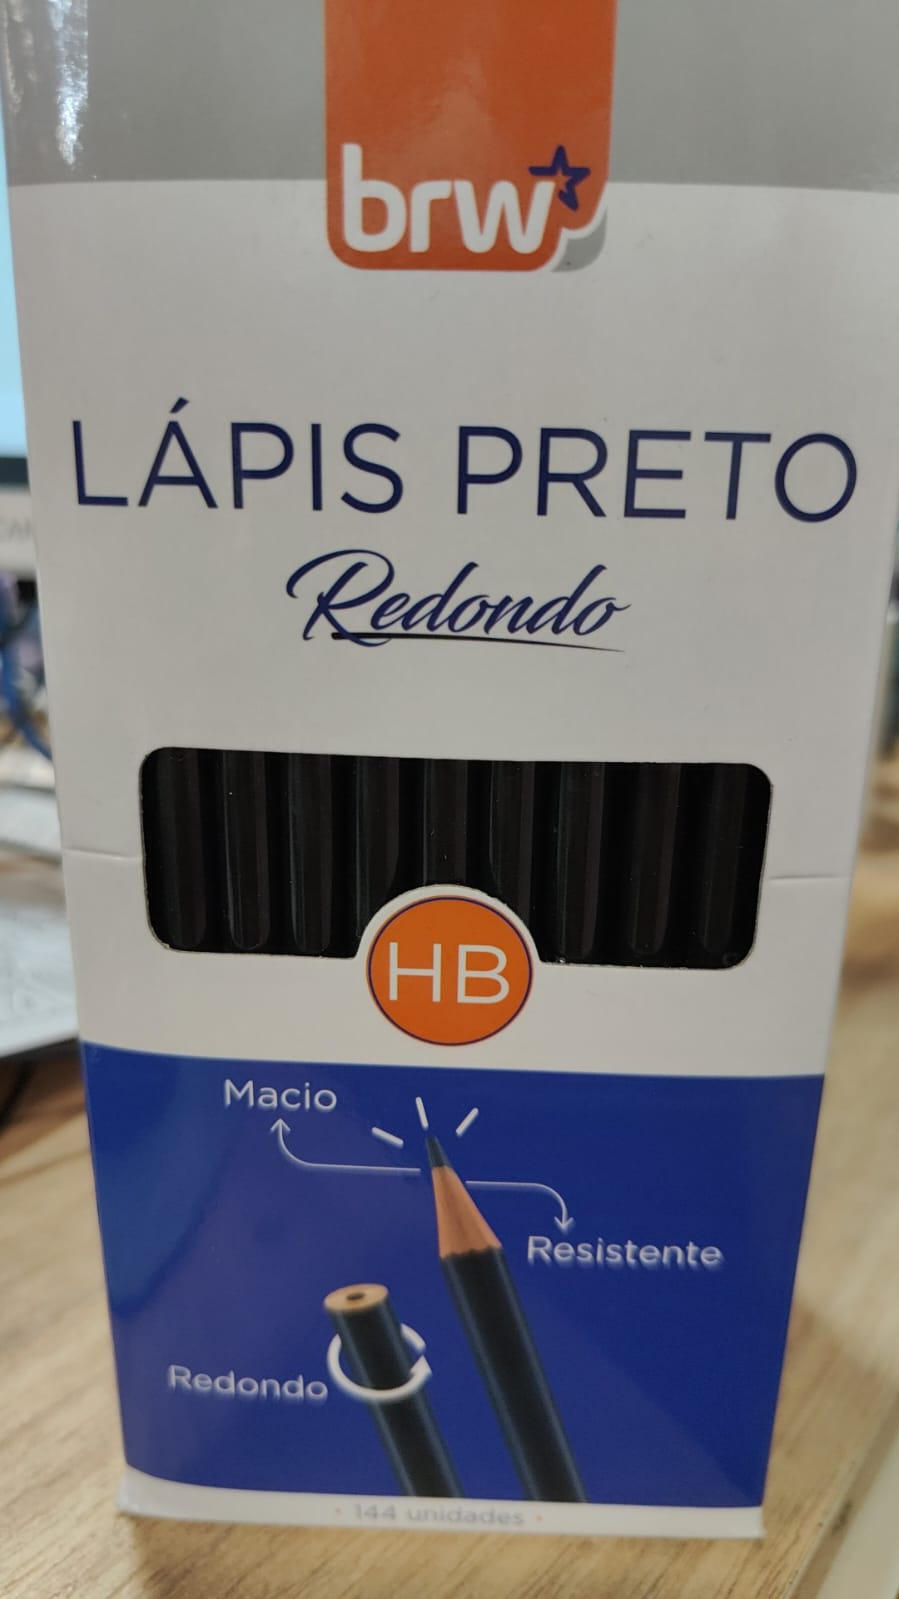 brw
LÁPIS PRETO
Redondo
HB
Macio
Resistente
Redondo
• 144 unidades •